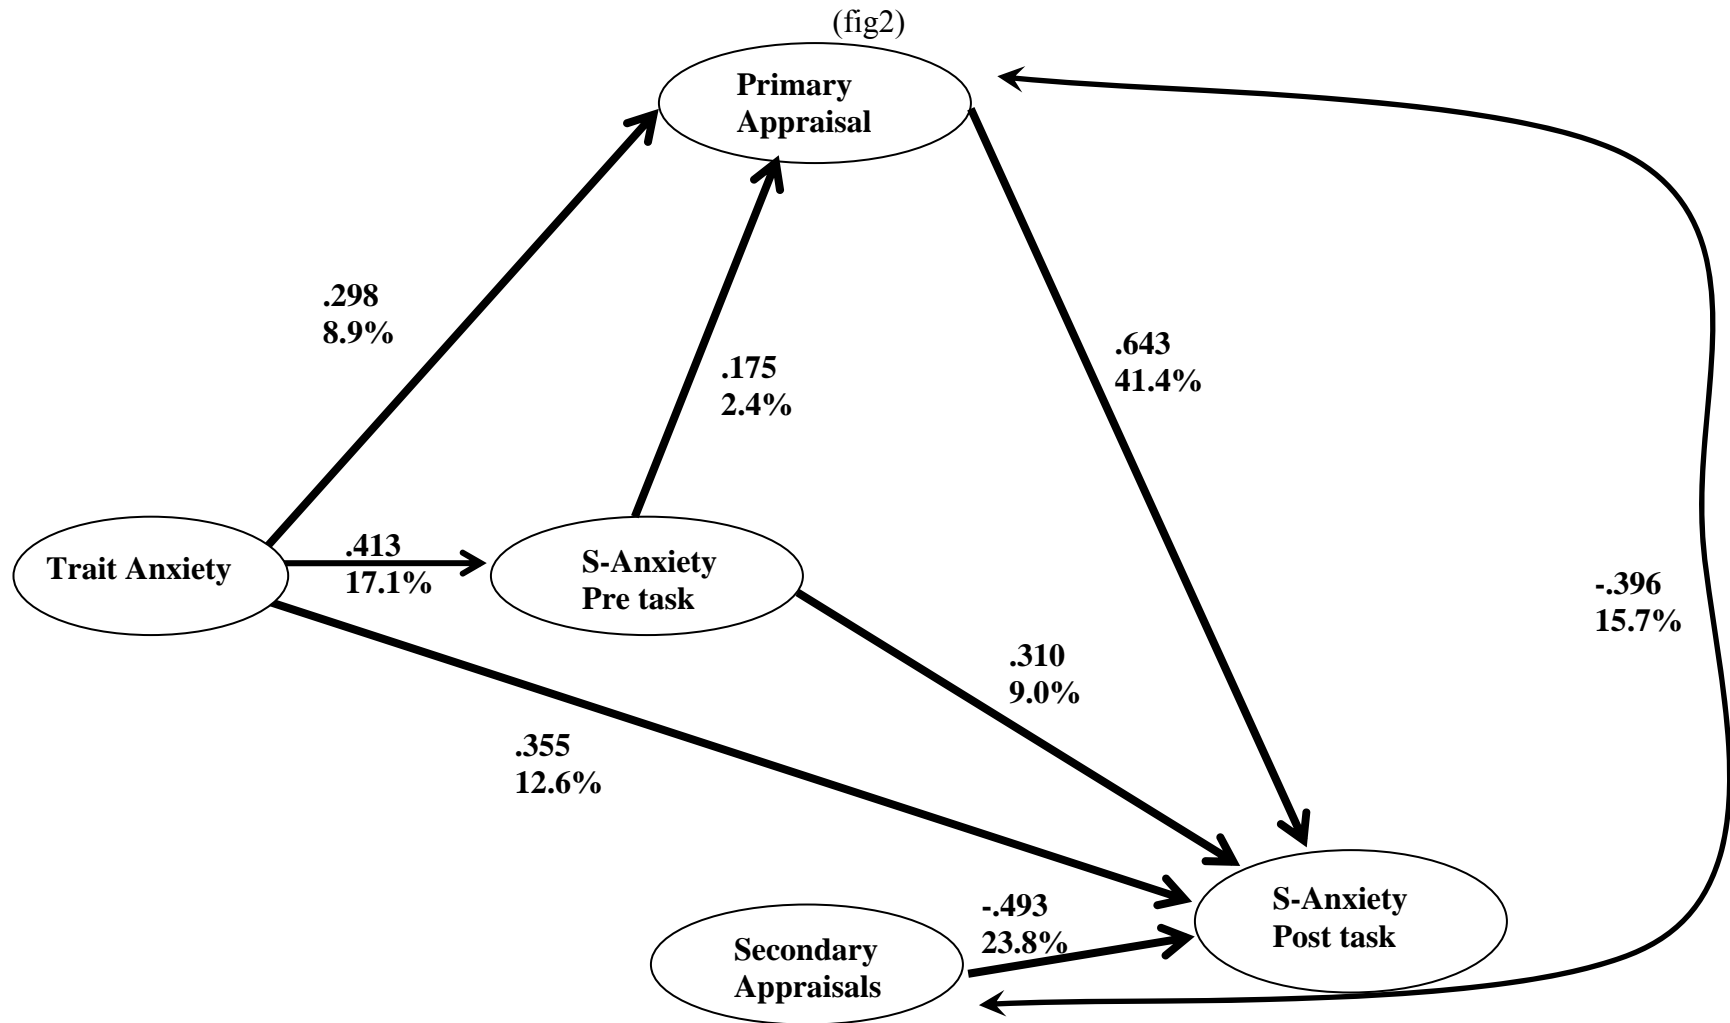 (fig2)
Primary
Appraisal
.298
8.9%
.175
2.4%
.643
41.4%
Trait Anxiety
.413
17.1%
S-Anxiety
Pre task
-.396
15.7%
.310
9.0%
.355
12.6%
-.493
23.8%
S-Anxiety
Post task
Secondary
Appraisals